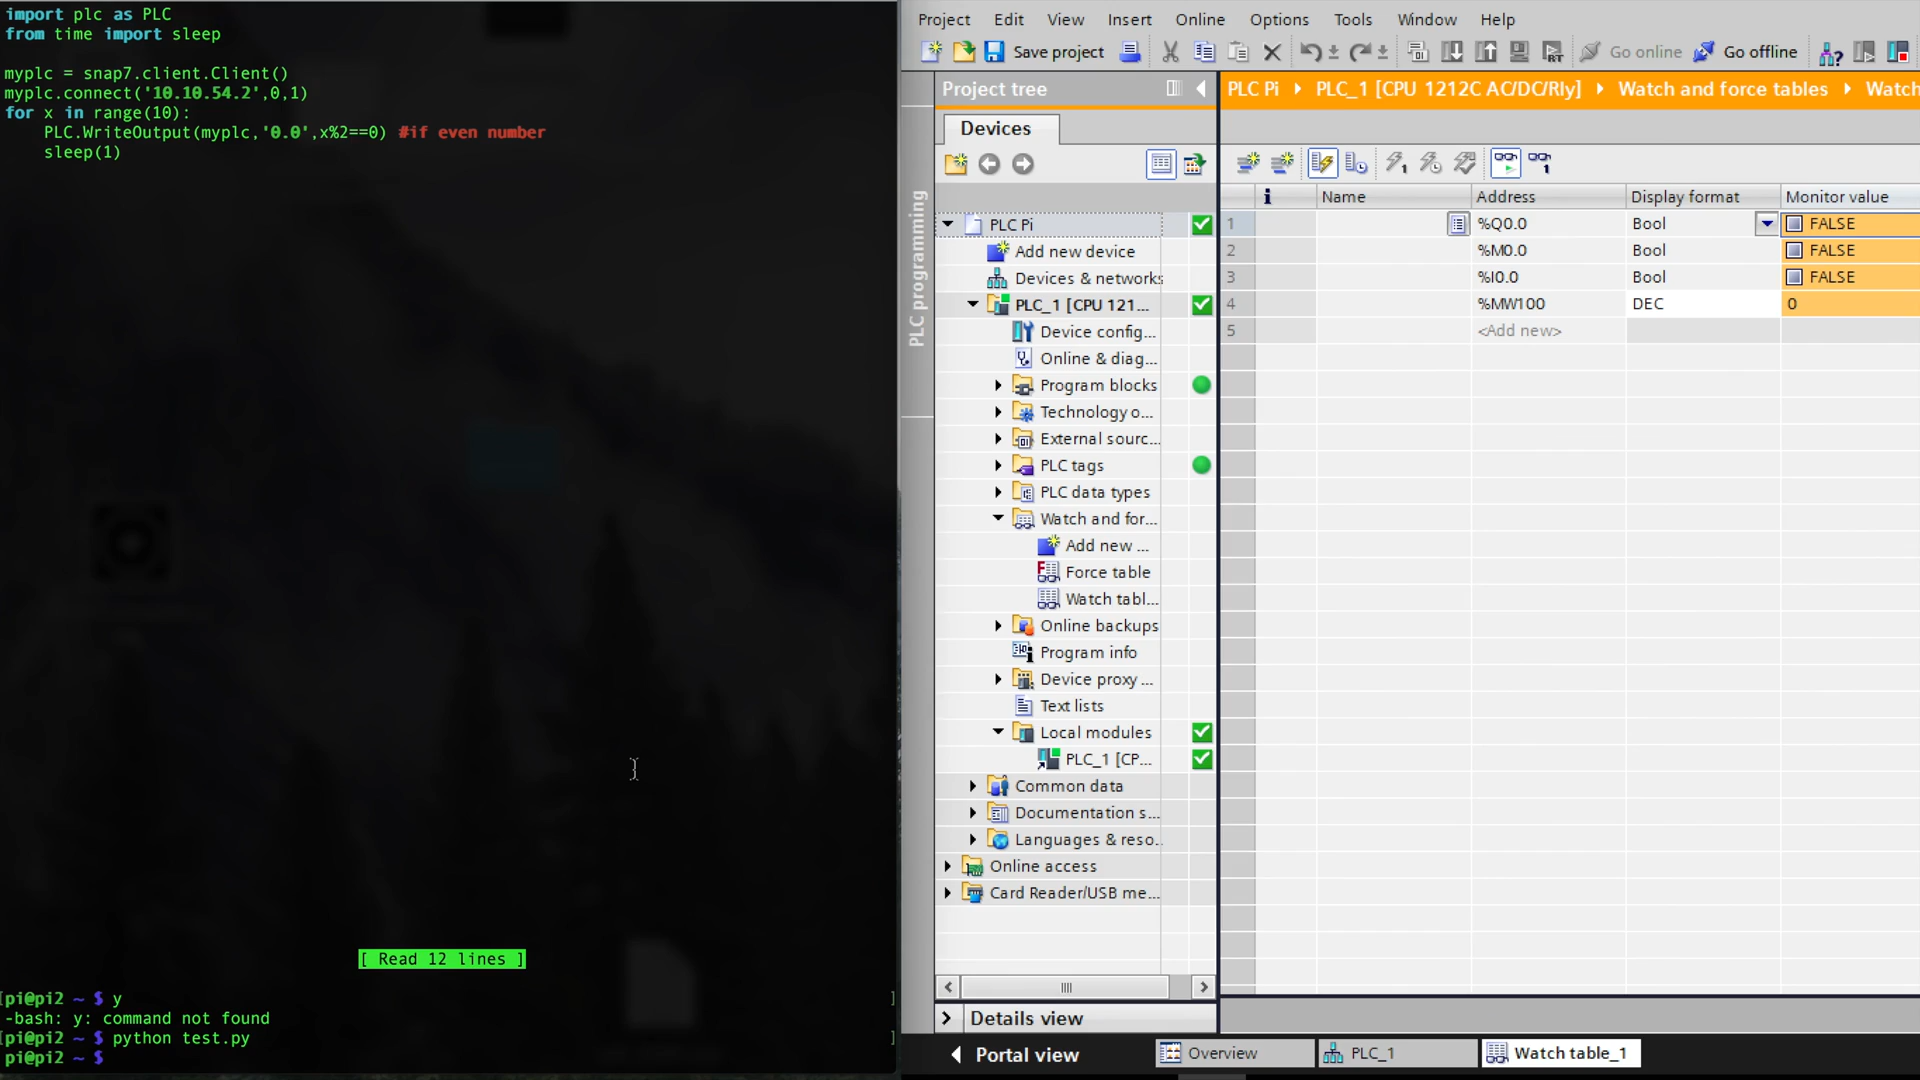 import plc as PLC
from time import sleep
myplc = snap7.client.Client()
myplc.connect('10.10.54.2',0,1)
for x in range(10):
PLC.WriteOutput(myplc,'0.0',x%2==0) #if even number
sleep(1)
[ Read 12 lines ]
[pi@pi2 ~ $ y ]
-bash: y: command not found
[pi@pi2 ~ $ python test.py ]
pi@pi2 ~ $
Project Edit View Insert Online Options Tools Window Help
Save project Go online Go offline
Project tree
PLC Pi PLC_1 [CPU 1212C AC/DC/Rly] Watch and force tables Watch
Devices
PLC programming
i Name Address Display format Monitor value
1 %Q0.0 Bool FALSE
2 %M0.0 Bool FALSE
3 %I0.0 Bool FALSE
4 %MW100 DEC 0
5 <Add new>
PLC Pi
Add new device
Devices & networks
PLC_1 [CPU 121...
Device config...
Online & diag...
Program blocks
Technology o...
External sourc...
PLC tags
PLC data types
Watch and for...
Add new ...
Force table
Watch tabl...
Online backups
Program info
Device proxy ...
Text lists
Local modules
PLC_1 [CP...
Common data
Documentation s...
Languages & reso..
Online access
Card Reader/USB me...
Details view
Portal view Overview PLC_1 Watch table_1